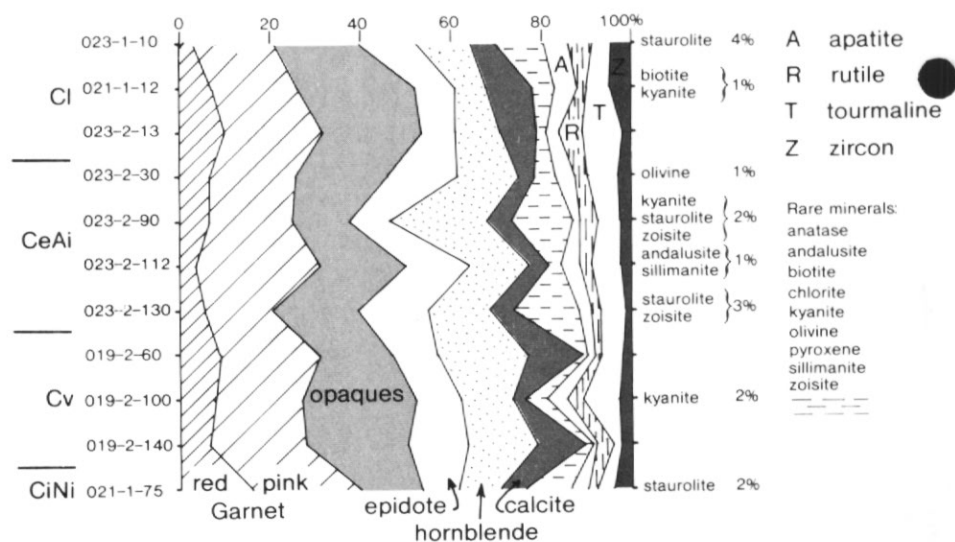 0 20 40 60 80 100%
023-1-10 staurolite 4%
Cl 021-1-12 biotite kyanite } 1%
023-2-13
023-2-30 olivine 1%
CeAi 023-2-90 kyanite staurolite zoisite } 2%
023-2-112 andalusite sillimanite } 1%
023-2-130 staurolite zoisite } 3%
019-2-60
Cv 019-2-100 kyanite 2%
019-2-140
CiNi 021-1-75 staurolite 2%
A
R
T
Z
opaques
red pink
Garnet
epidote
hornblende
calcite
A apatite
R rutile
T tourmaline
Z zircon
Rare minerals:
anatase
andalusite
biotite
chlorite
kyanite
olivine
pyroxene
sillimanite
zoisite